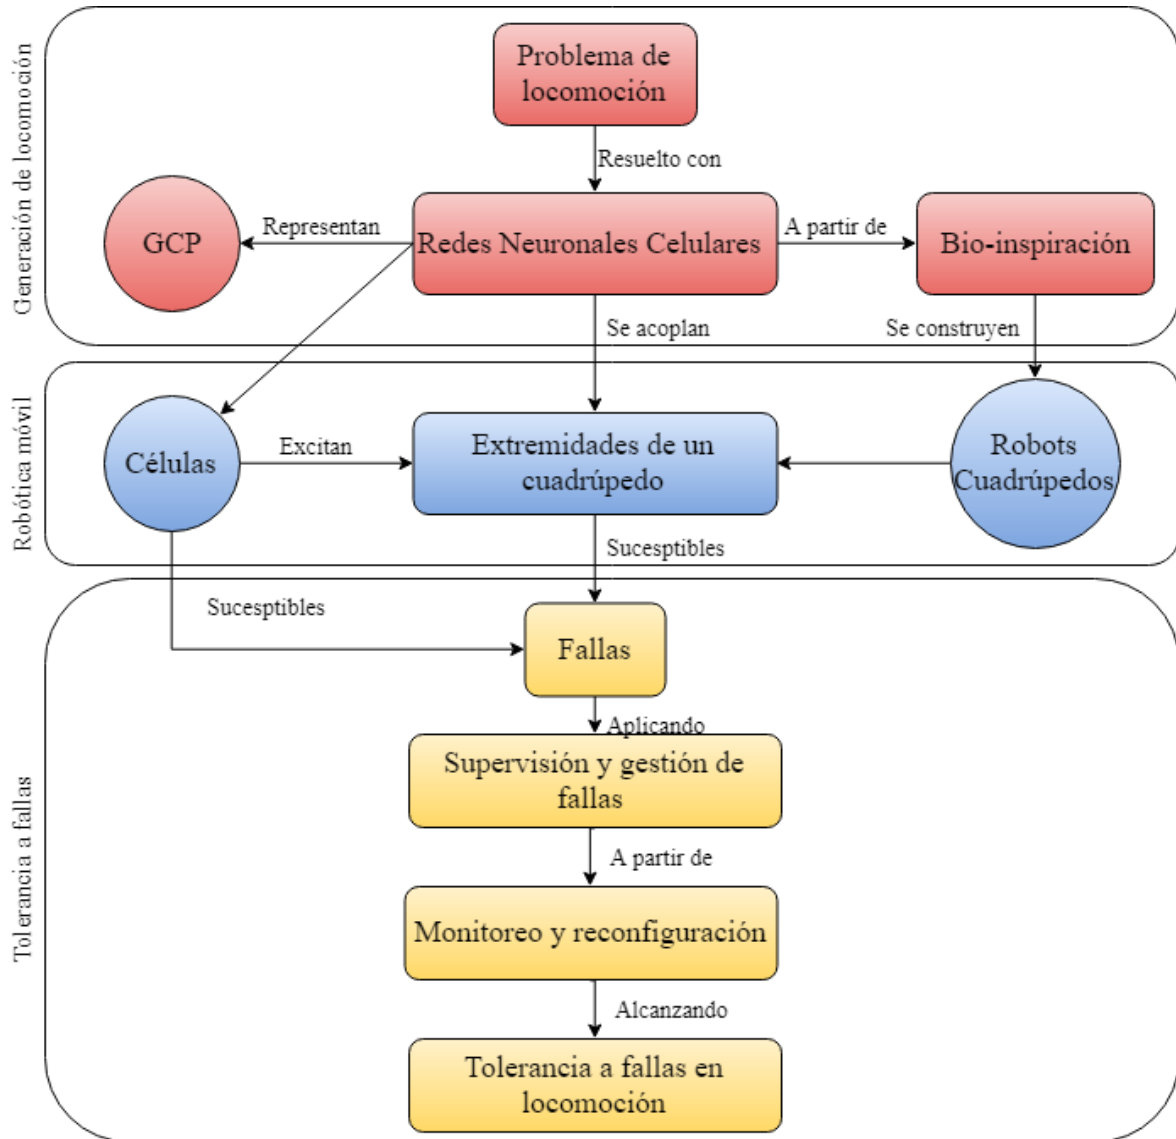 Generación de locomoción
Problema de
locomoción
Resuelto con
GCP
Representan
Redes Neuronales Celulares
A partir de
Bio-inspiración
Se acoplan
Se construyen
Robótica móvil
Células
Excitan
Extremidades de un
cuadrúpedo
Robots
Cuadrúpedos
Sucesptibles
Tolerancia a fallas
Sucesptibles
Fallas
Aplicando
Supervisión y gestión de
fallas
A partir de
Monitoreo y reconfiguración
Alcanzando
Tolerancia a fallas en
locomoción